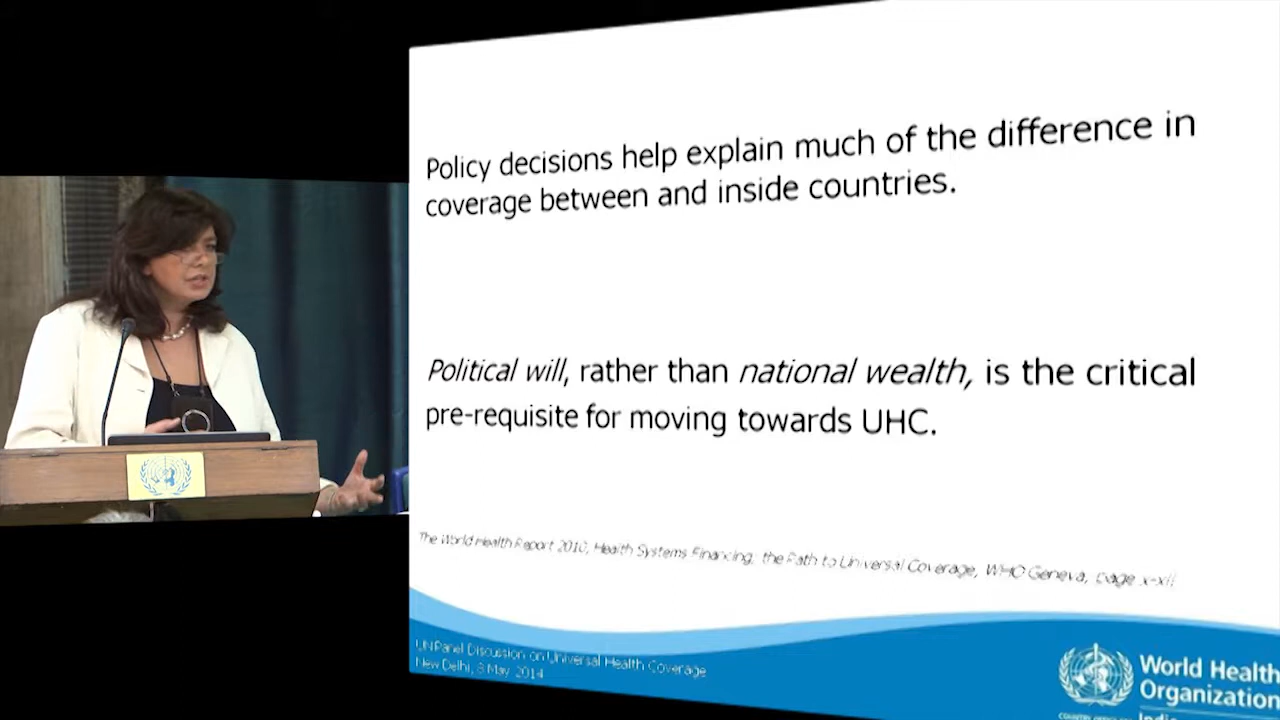 Policy decisions help explain much of the difference in
coverage between and inside countries.
Political will, rather than national wealth, is the critical
pre-requisite for moving towards UHC.
The World Health Report 2010, Health Systems Financing: the Path to Universal Coverage, WHO Geneva, page x-xii
UN Panel Discussion on Universal Health Coverage
New Delhi, 8 May 2014
World Health
Organization